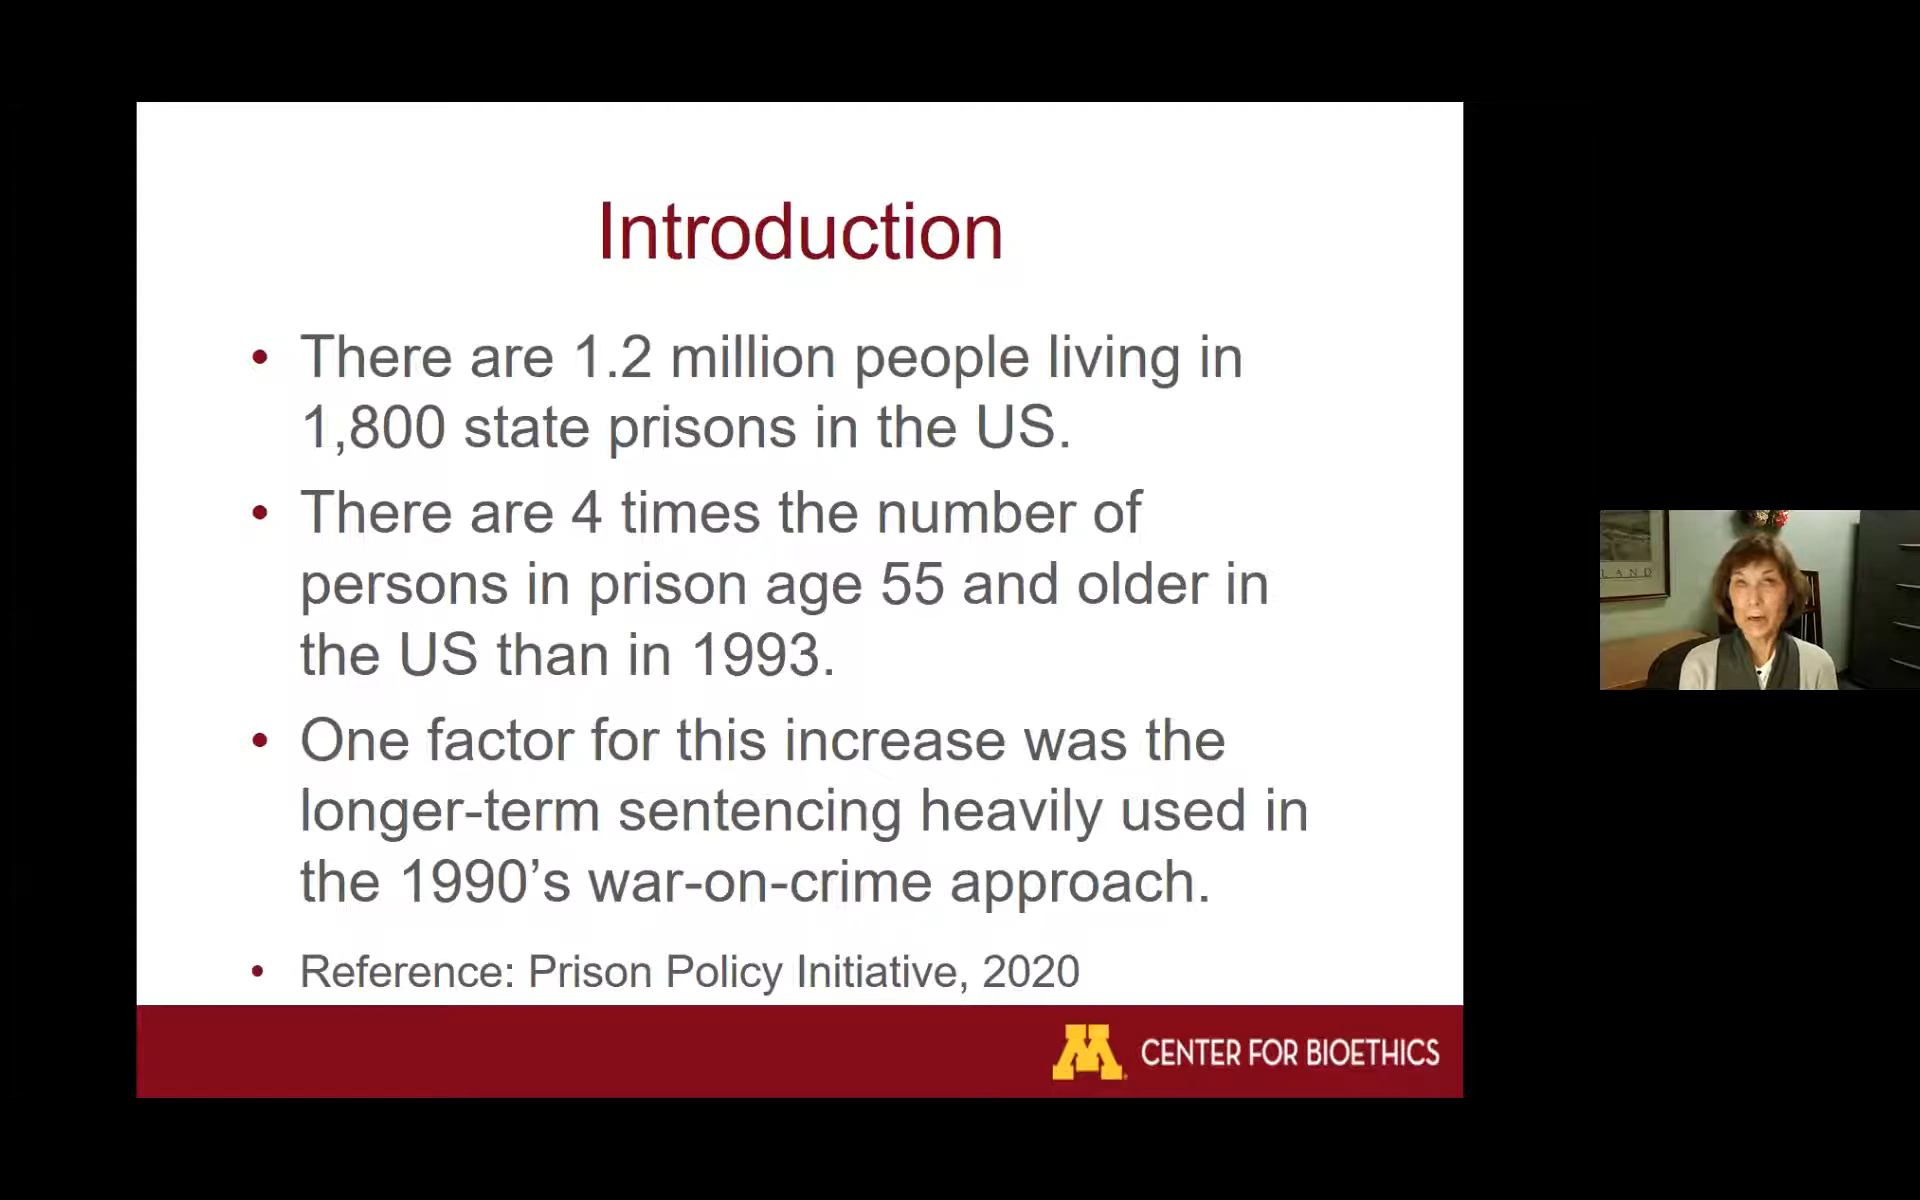 Introduction
• There are 1.2 million people living in
1,800 state prisons in the US.
• There are 4 times the number of
persons in prison age 55 and older in
the US than in 1993.
• One factor for this increase was the
longer-term sentencing heavily used in
the 1990’s war-on-crime approach.
• Reference: Prison Policy Initiative, 2020
M CENTER FOR BIOETHICS
LAND